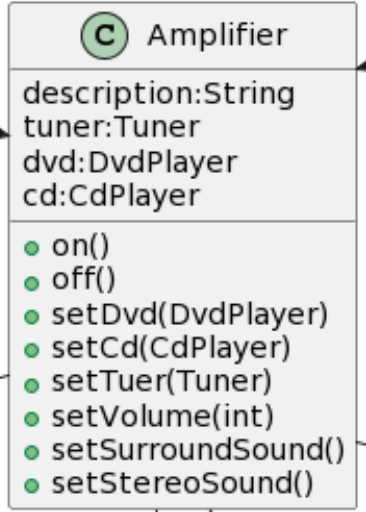 C Amplifier
description:String
tuner:Tuner
dvd:DvdPlayer
cd:CdPlayer
on()
off()
setDvd(DvdPlayer)
setCd(CdPlayer)
setTuer(Tuner)
setVolume(int)
setSurroundSound()
setStereoSound()